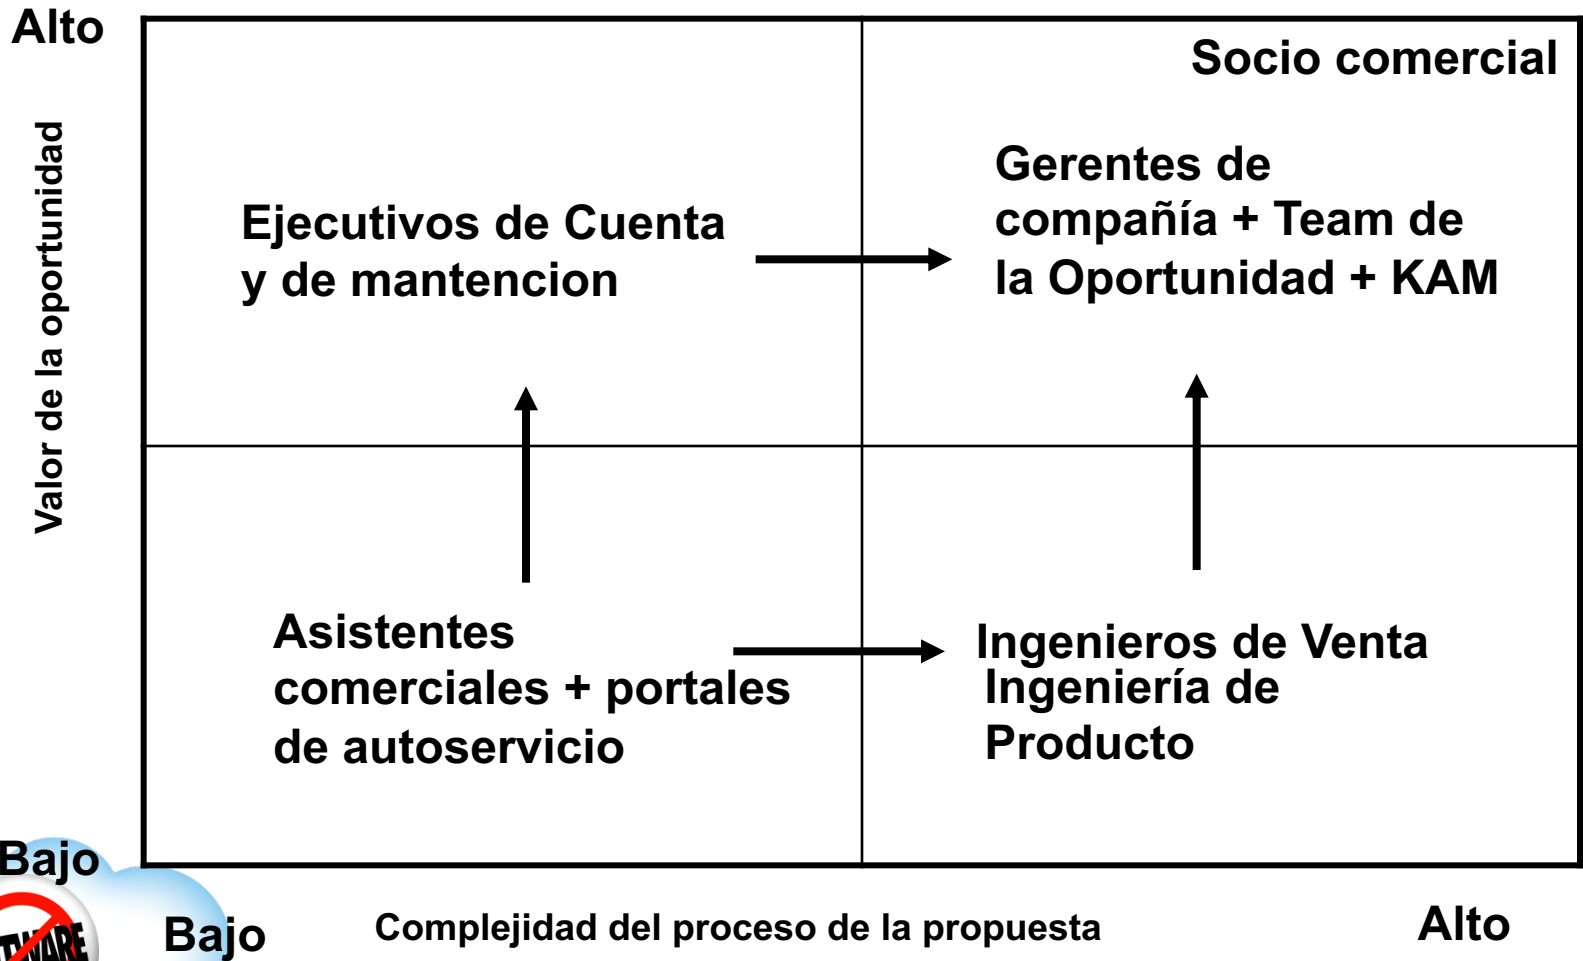 Alto
Socio comercial
Valor de la oportunidad
Ejecutivos de Cuenta
y de mantencion
Gerentes de
compañía + Team de
la Oportunidad + KAM
Asistentes
comerciales + portales
de autoservicio
Ingenieros de Venta
Ingeniería de
Producto
Bajo
Bajo
Complejidad del proceso de la propuesta
Alto